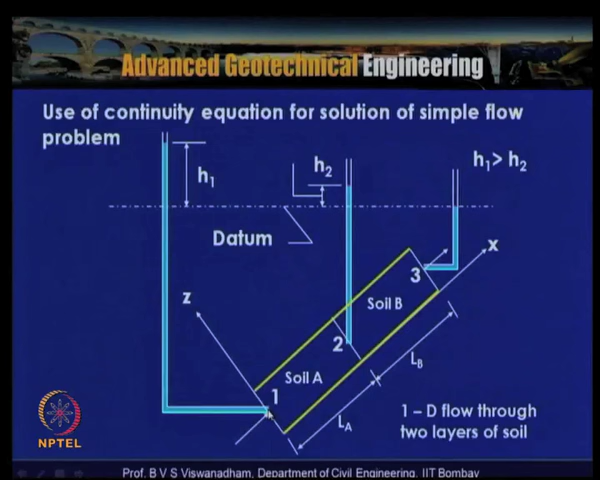 Advanced Geotechnical Engineering
Use of continuity equation for solution of simple flow
problem
h₁
h₂
h₁> h₂
Datum
x
z
3
Soil B
2
Soil A
1
L_B
L_A
1 – D flow through
two layers of soil
NPTEL
Prof. B V S Viswanadham, Department of Civil Engineering, IIT Bombay